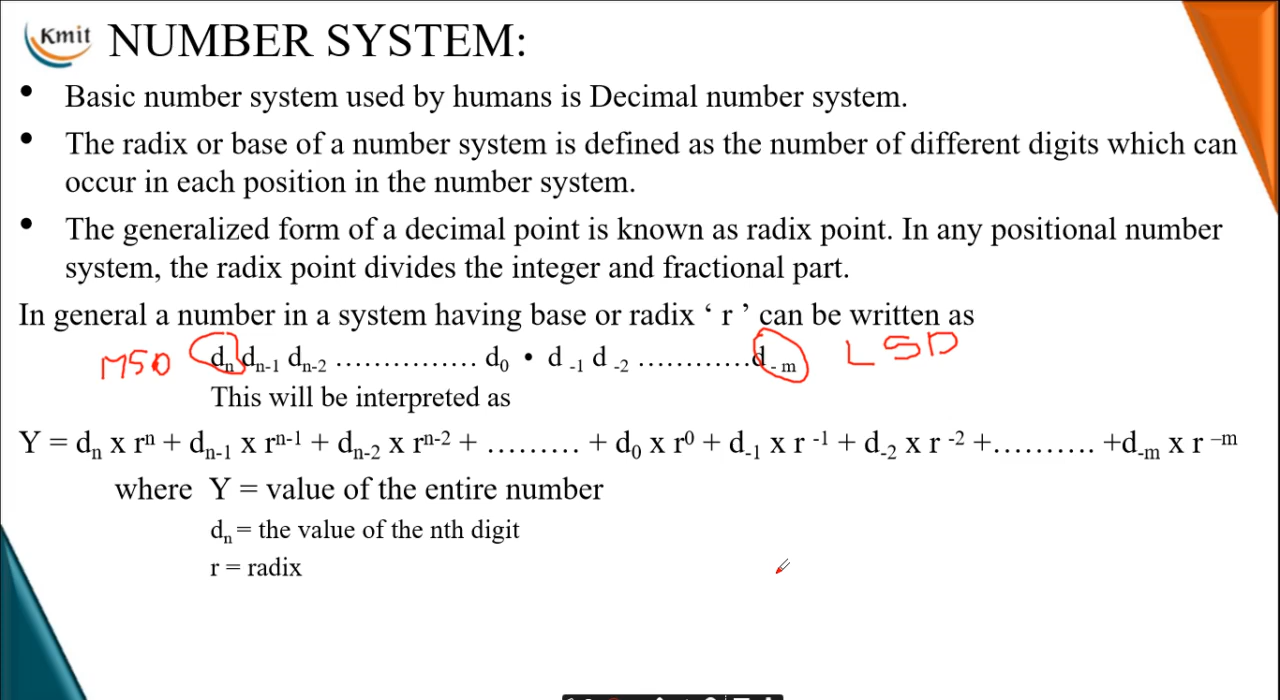 Kmit NUMBER SYSTEM:
• Basic number system used by humans is Decimal number system.
• The radix or base of a number system is defined as the number of different digits which can
occur in each position in the number system.
• The generalized form of a decimal point is known as radix point. In any positional number
system, the radix point divides the integer and fractional part.
In general a number in a system having base or radix ‘ r ’ can be written as
MSD dₙ dₙ₋₁ dₙ₋₂ …………… d₀ • d ₋₁ d ₋₂ …………d ₋ₘ LSD
This will be interpreted as
Y = dₙ x rⁿ + dₙ₋₁ x rⁿ⁻¹ + dₙ₋₂ x rⁿ⁻² + ……… + d₀ x r⁰ + d₋₁ x r ⁻¹ + d₋₂ x r ⁻² +………. +d₋ₘ x r ⁻ᵐ
where Y = value of the entire number
dₙ = the value of the nth digit
r = radix